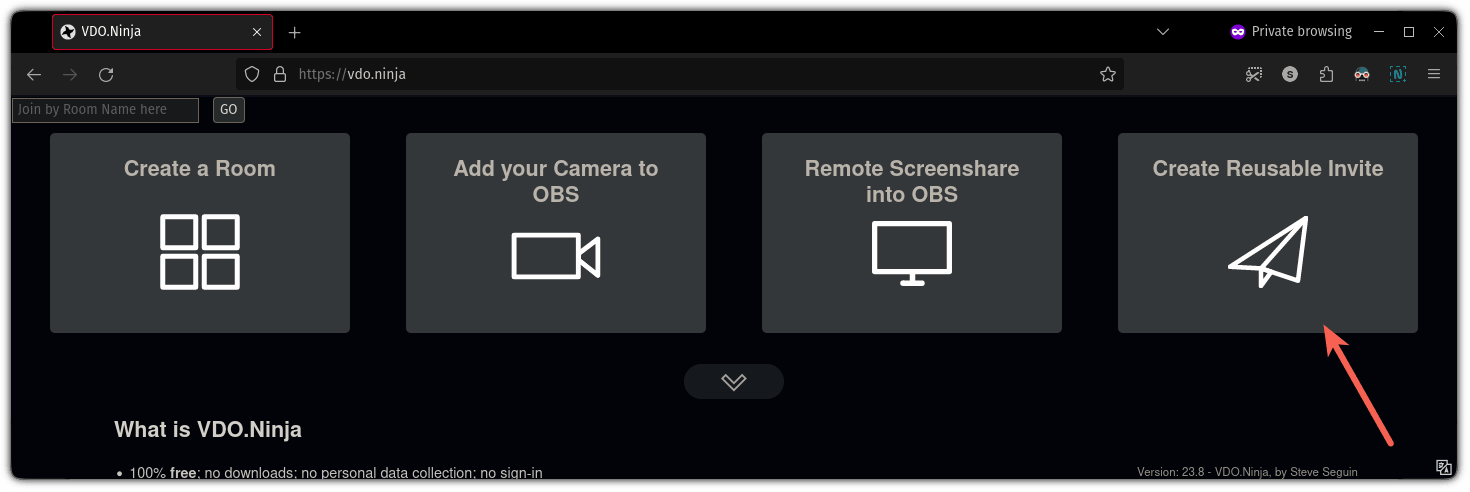 VDO.Ninja
Private browsing
https://vdo.ninja
S
N
Join by Room Name here
GO
Create a Room
Add your Camera to
OBS
Remote Screenshare
into OBS
Create Reusable Invite
What is VDO.Ninja
• 100% free; no downloads; no personal data collection; no sign-in
Version: 23.8 - VDO.Ninja, by Steve Seguin